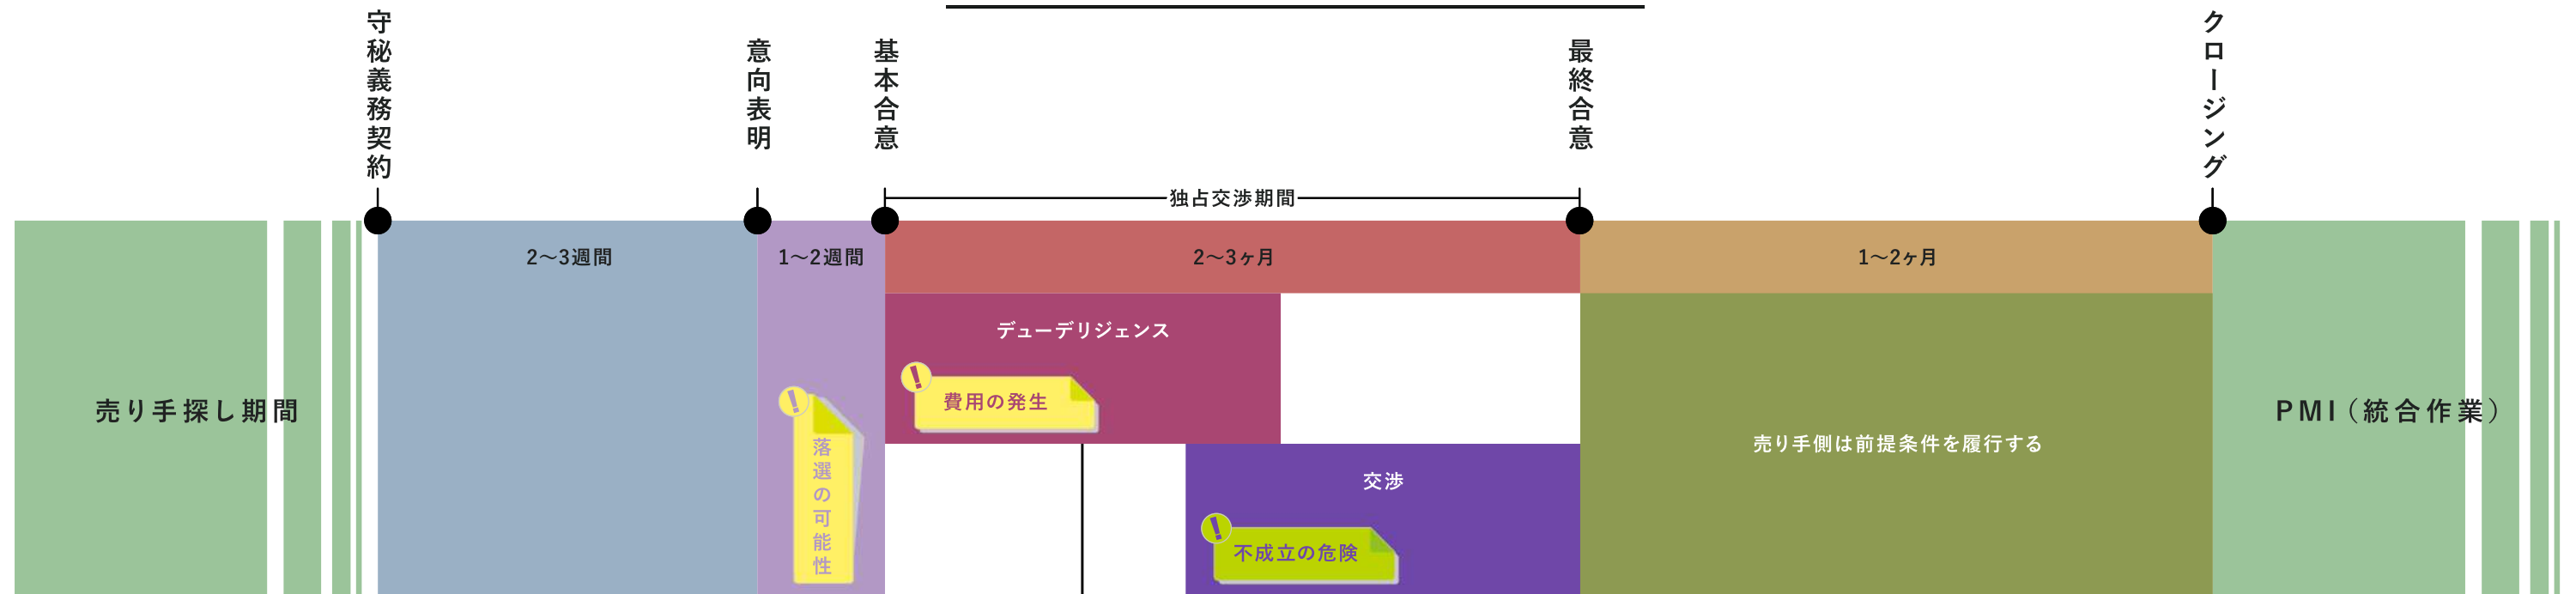 守秘義務契約
意向表明
基本合意
最終合意
クロージング
独占交渉期間
2〜3週間
1〜2週間
2〜3ヶ月
1〜2ヶ月
売り手探し期間
落選の可能性
デューデリジェンス
費用の発生
交渉
不成立の危険
売り手側は前提条件を履行する
PMI（統合作業）